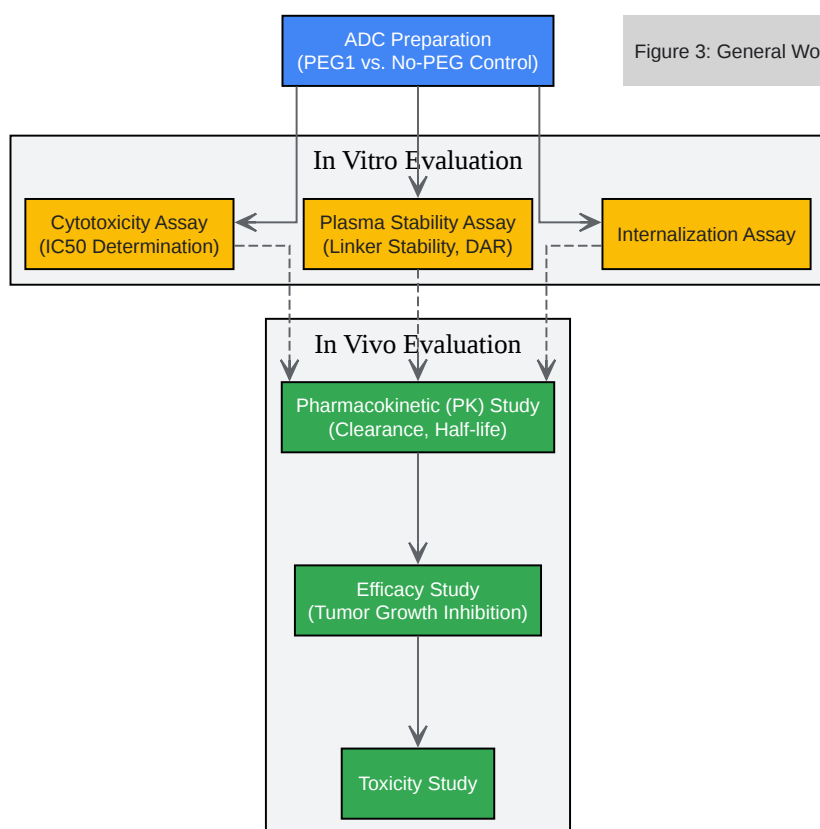 ADC Preparation
(PEG1 vs. No-PEG Control)
Figure 3: General Wo
In Vitro Evaluation
Cytotoxicity Assay
(IC50 Determination)
Plasma Stability Assay
(Linker Stability, DAR)
Internalization Assay
In Vivo Evaluation
Pharmacokinetic (PK) Study
(Clearance, Half-life)
Efficacy Study
(Tumor Growth Inhibition)
Toxicity Study